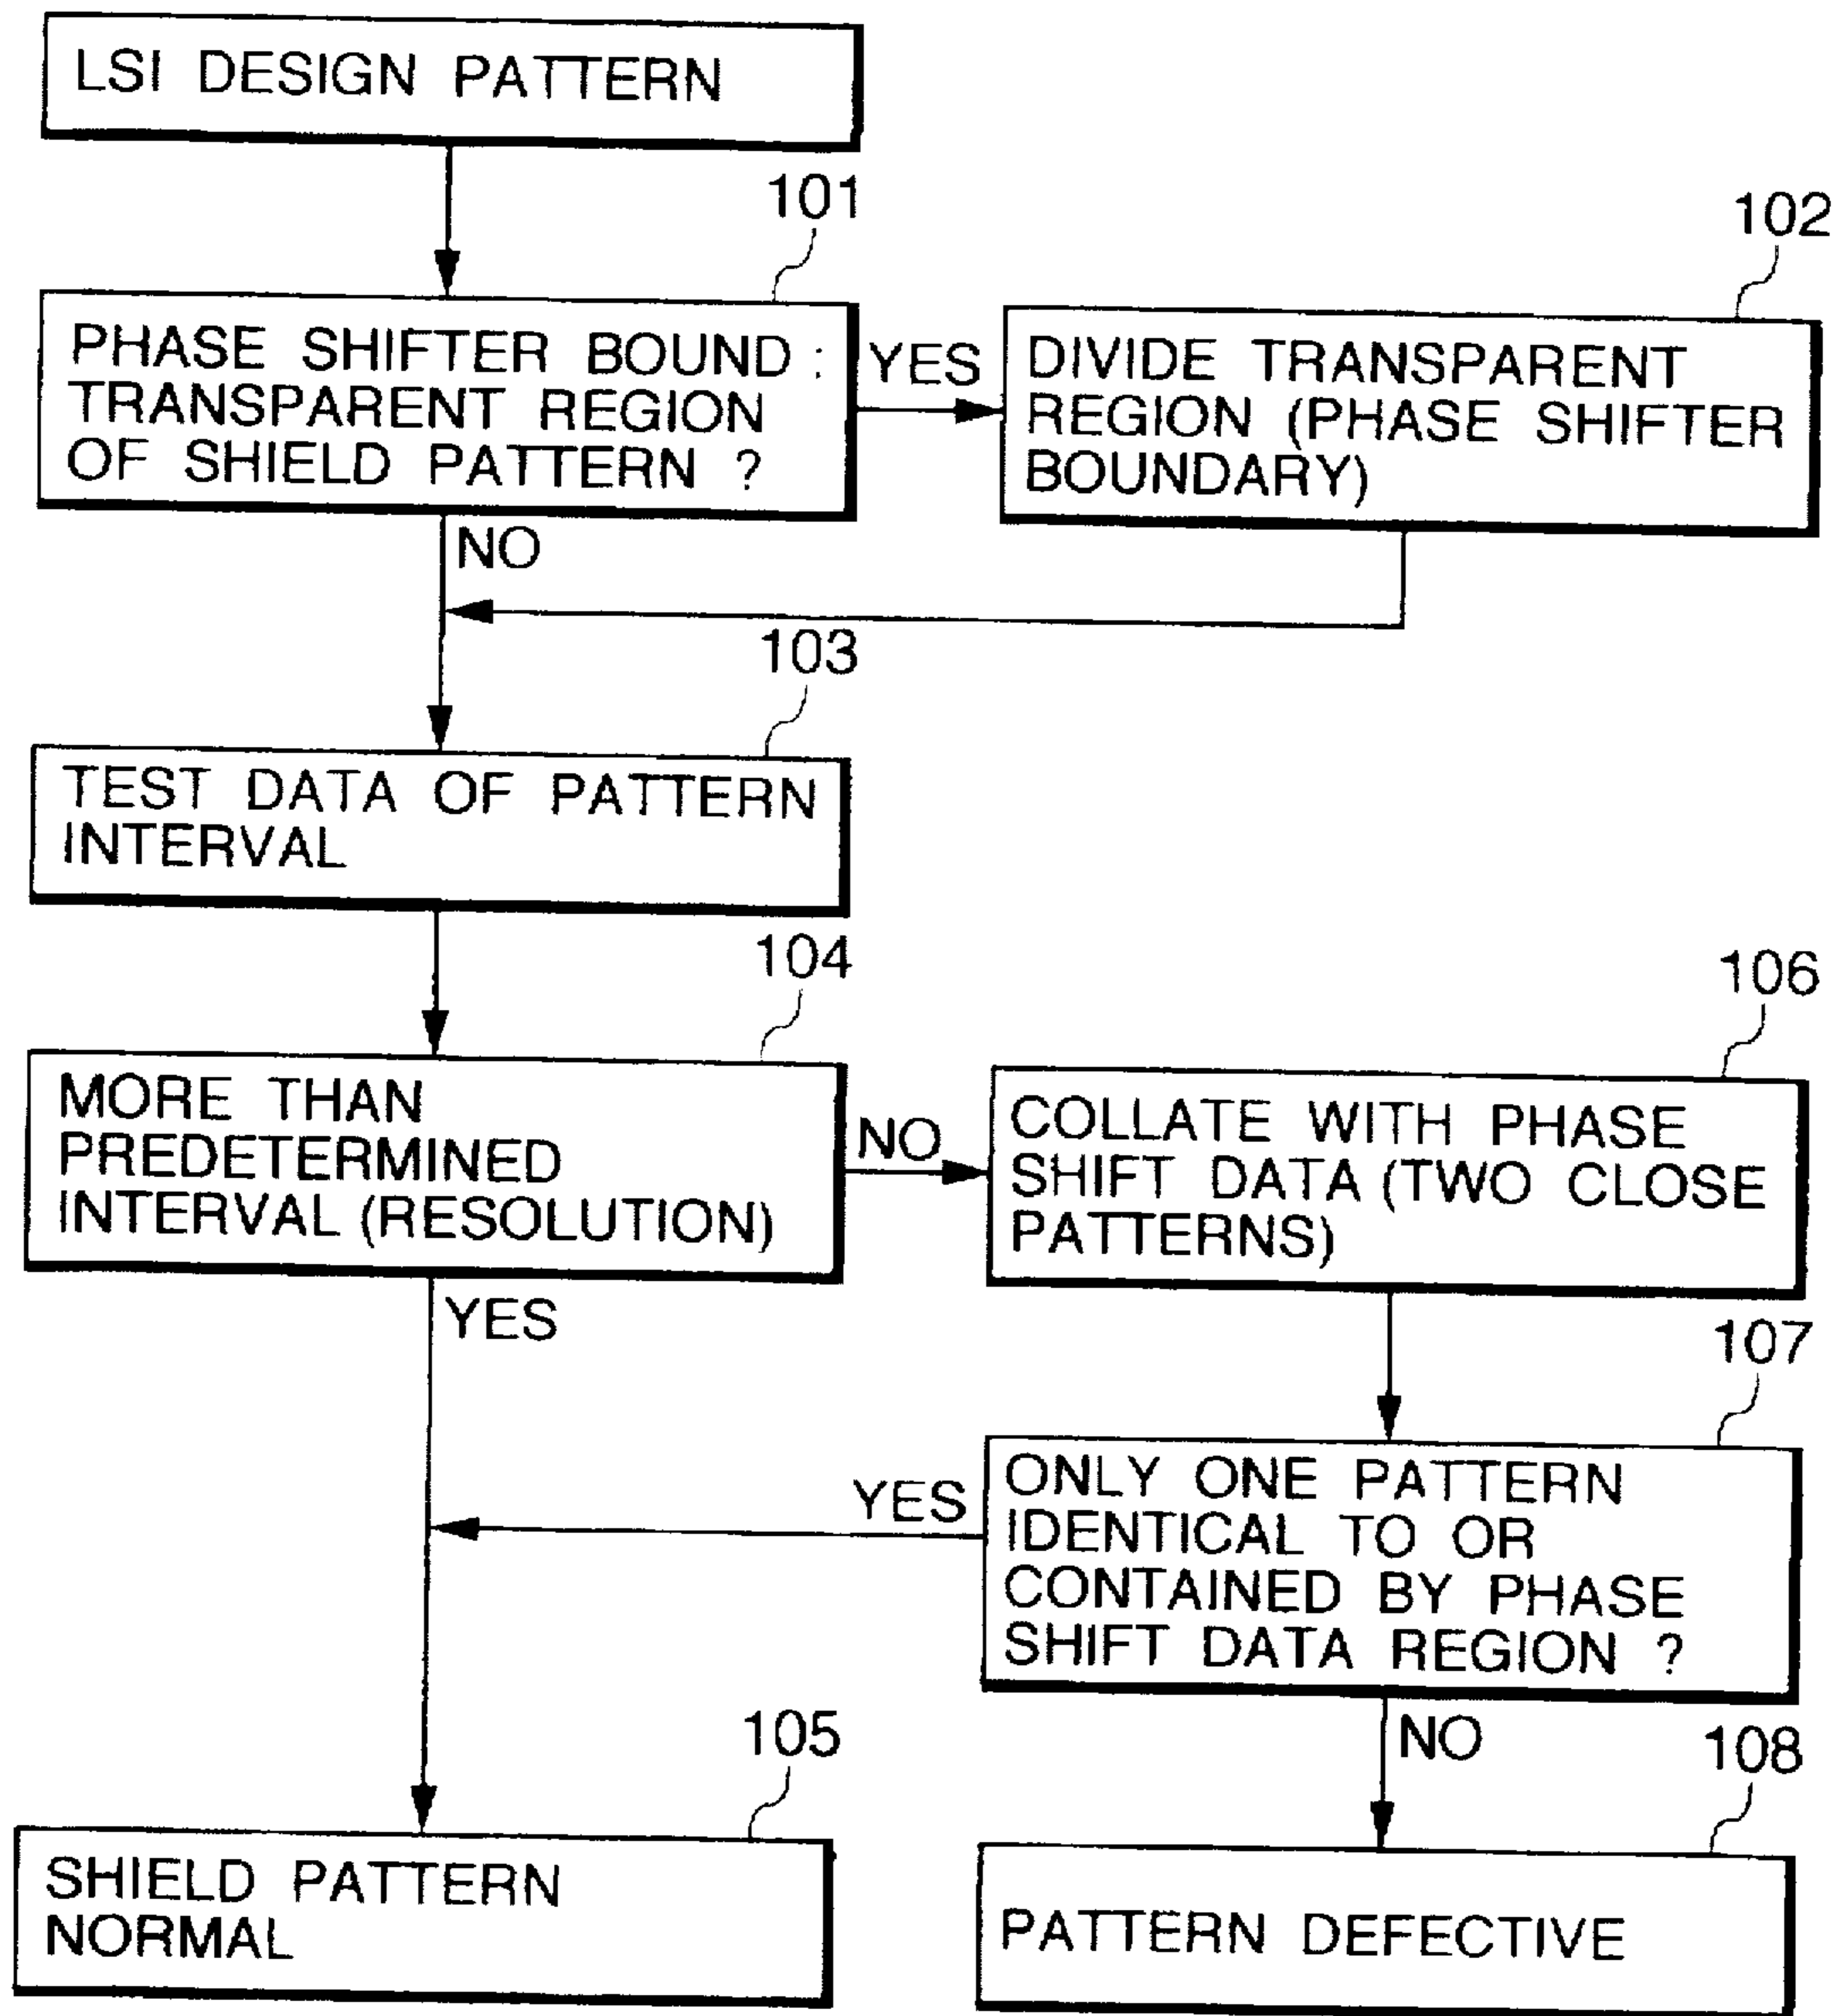 LSI DESIGN PATTERN
101
102
PHASE SHIFTER BOUND :
TRANSPARENT REGION
OF SHIELD PATTERN ?
YES
DIVIDE TRANSPARENT
REGION (PHASE SHIFTER
BOUNDARY)
NO
103
TEST DATA OF PATTERN
INTERVAL
104
106
MORE THAN
PREDETERMINED
INTERVAL (RESOLUTION)
NO
COLLATE WITH PHASE
SHIFT DATA (TWO CLOSE
PATTERNS)
YES
107
YES
ONLY ONE PATTERN
IDENTICAL TO OR
CONTAINED BY PHASE
SHIFT DATA REGION ?
NO
105
108
SHIELD PATTERN
NORMAL
PATTERN DEFECTIVE